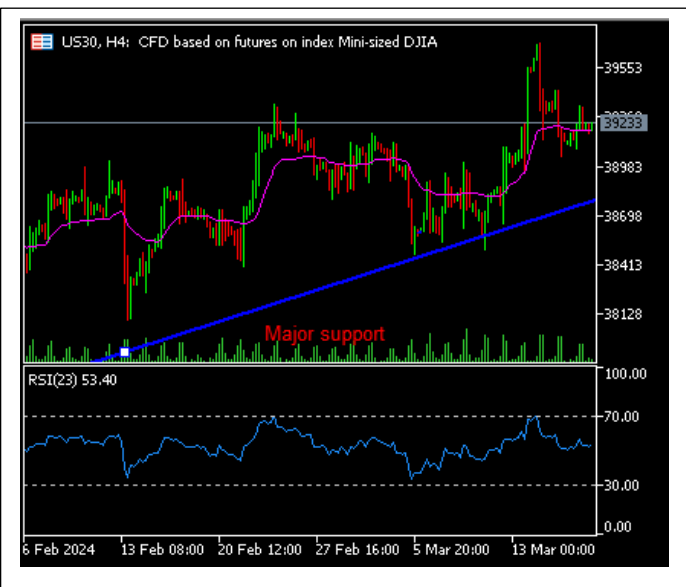 US30, H4: CFD based on futures on index Mini-sized DJIA
39553
39233
38983
38698
38413
38128
Major support
RSI(23) 53.40
100.00
70.00
30.00
0.00
6 Feb 2024 13 Feb 08:00 20 Feb 12:00 27 Feb 16:00 5 Mar 20:00 13 Mar 00:00